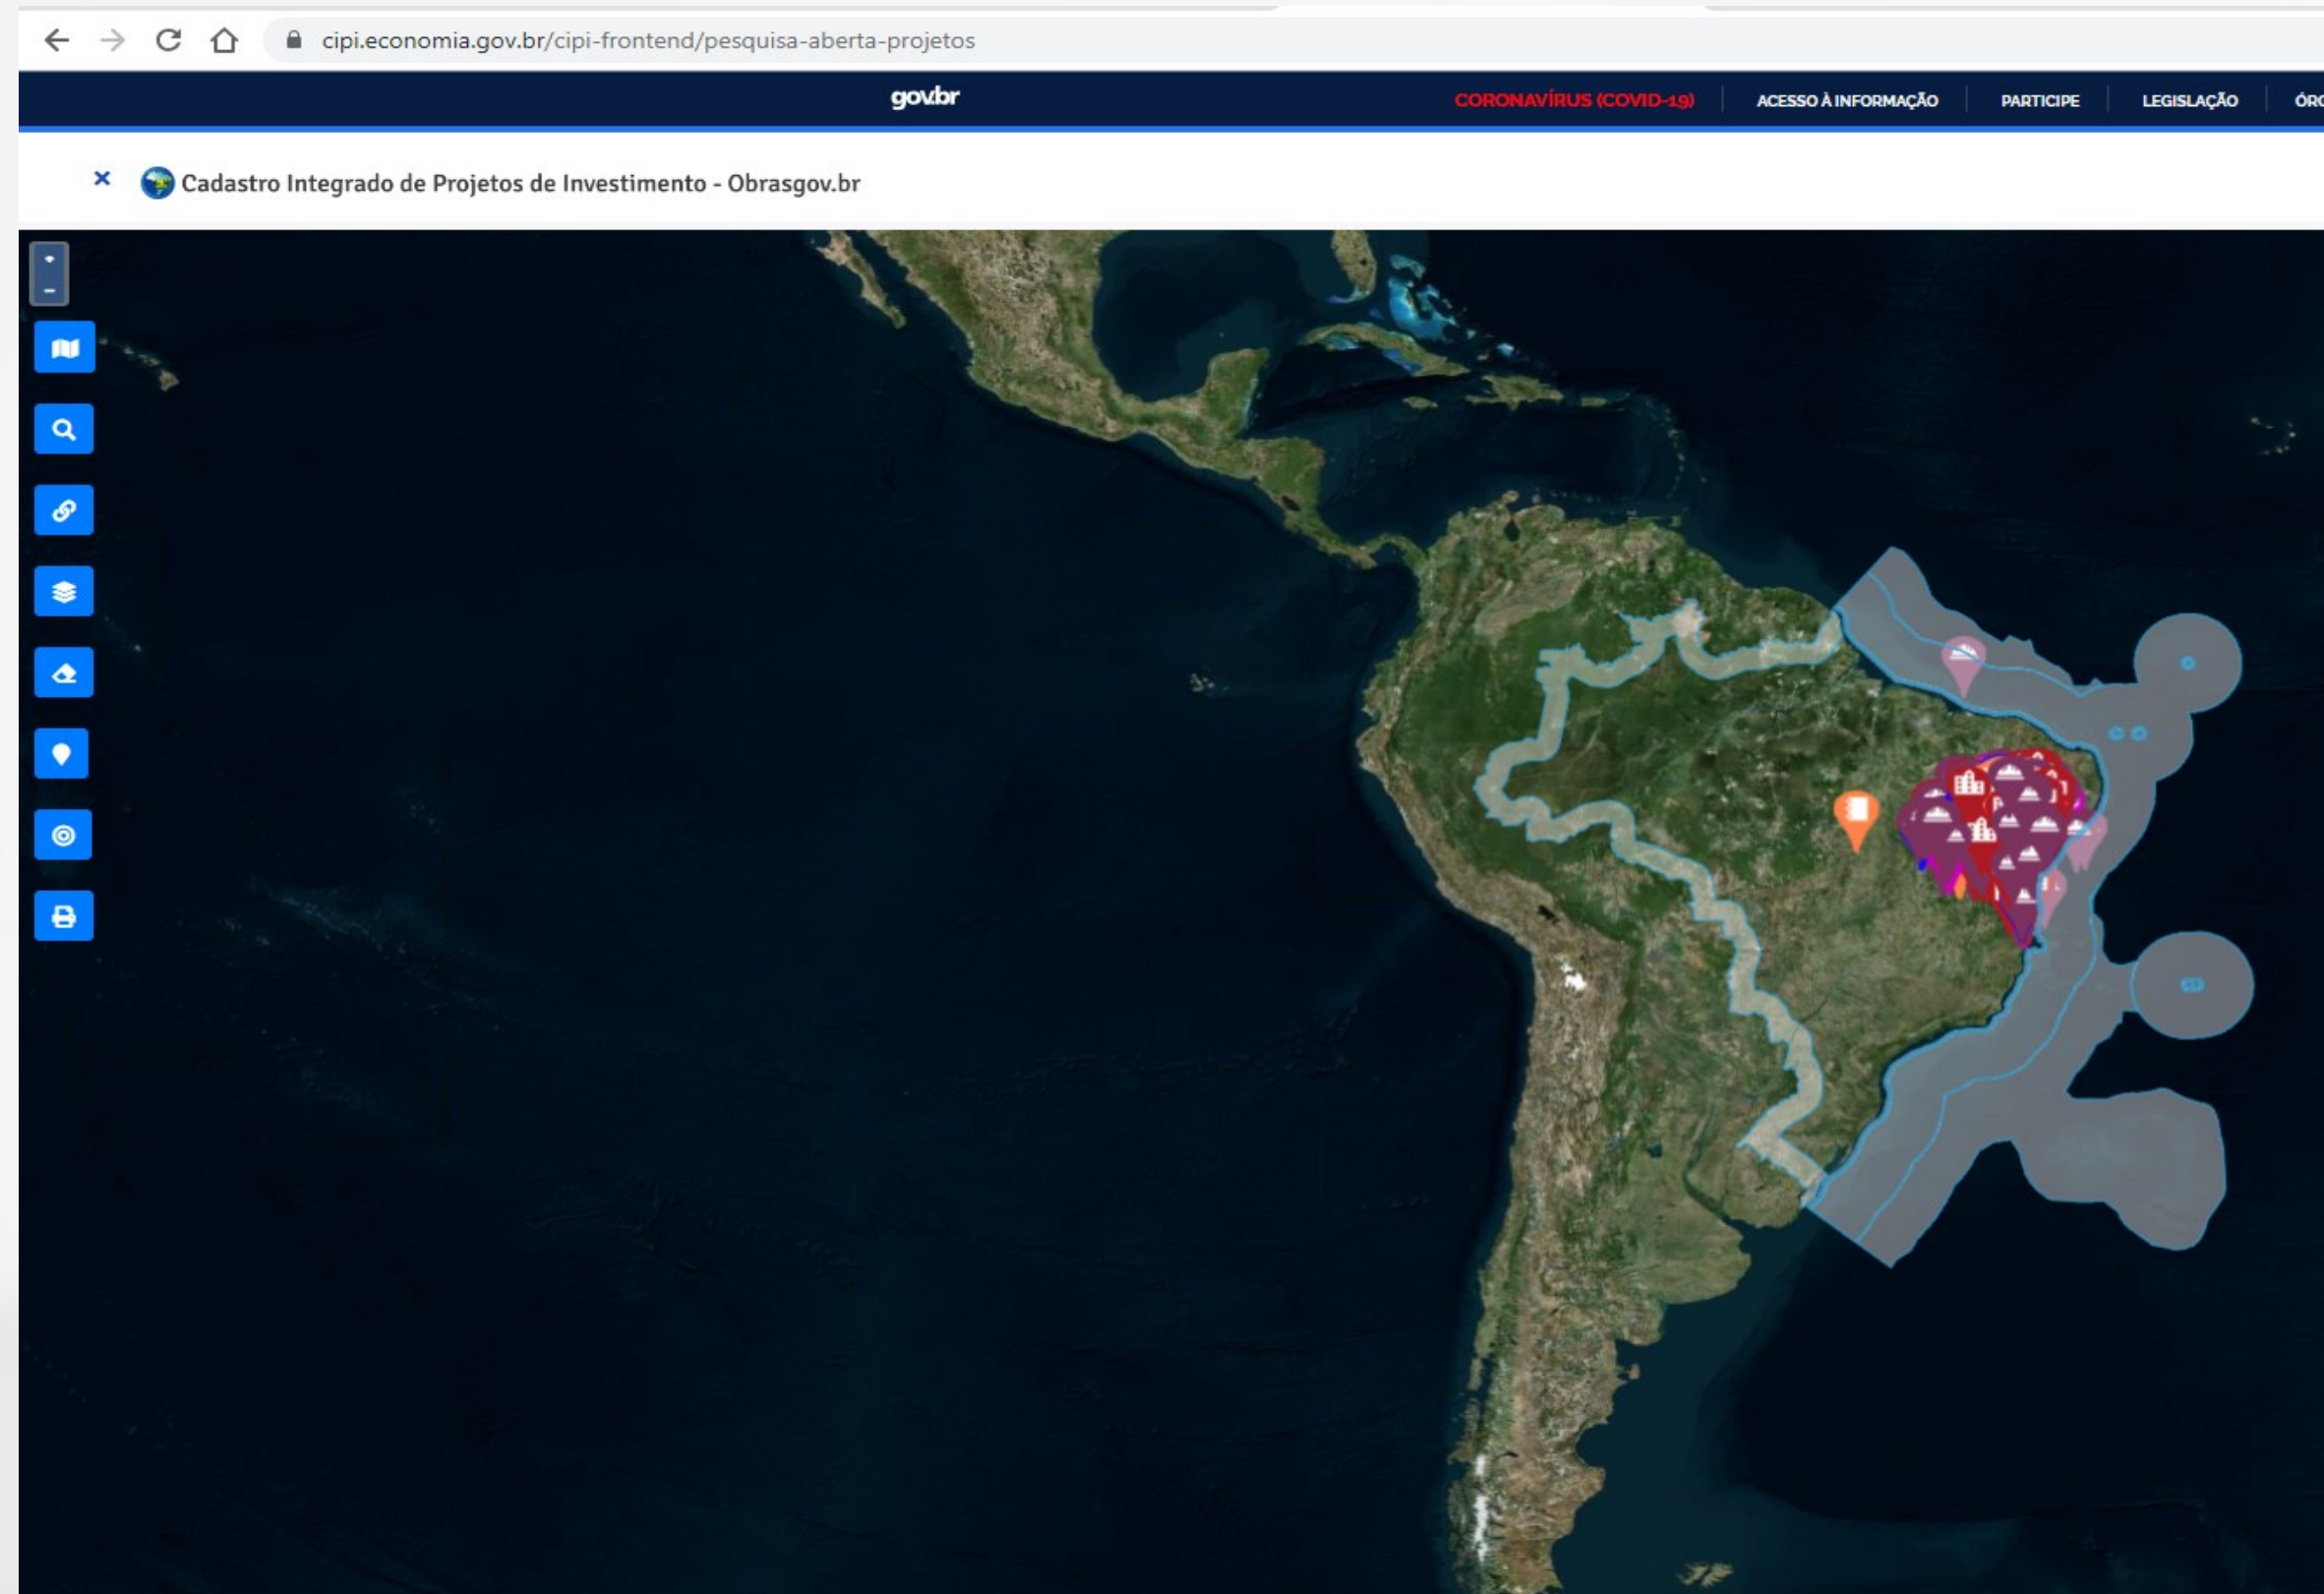 cipi.economia.gov.br/cipi-frontend/pesquisa-aberta-projetos
gov.br CORONAVÍRUS (COVID-19) ACESSO À INFORMAÇÃO PARTICIPE LEGISLAÇÃO
Cadastro Integrado de Projetos de Investimento - Obrasgov.br